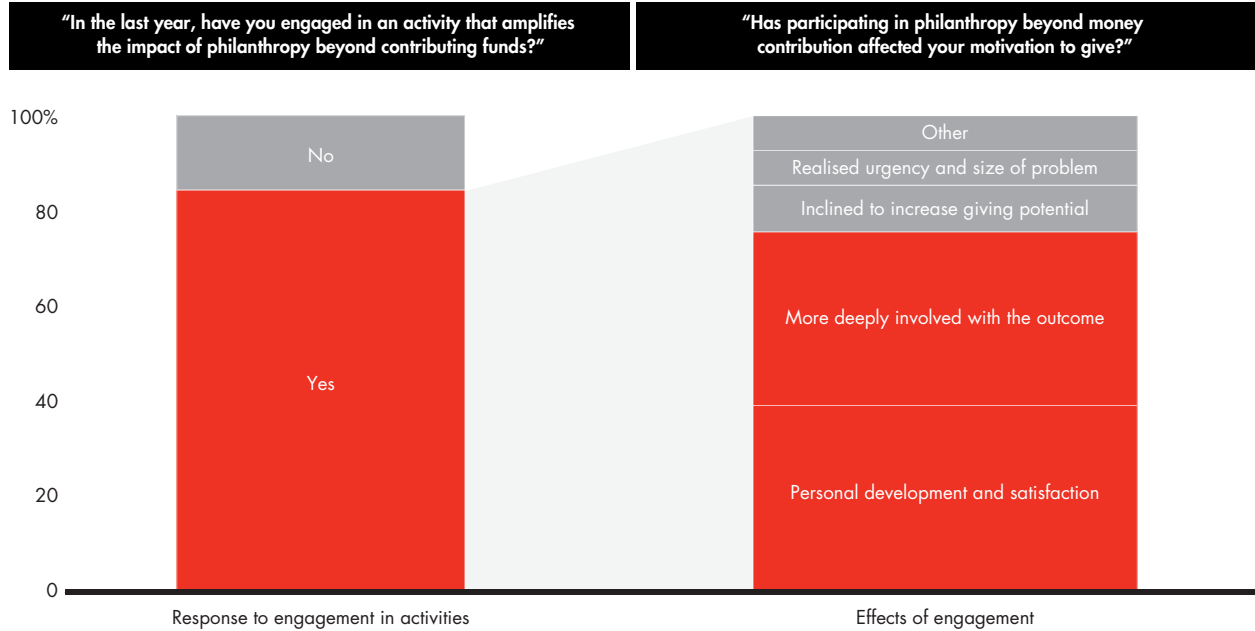 “In the last year, have you engaged in an activity that amplifies
the impact of philanthropy beyond contributing funds?”
“Has participating in philanthropy beyond money
contribution affected your motivation to give?”
100%
80
60
40
20
0
No
Yes
Other
Realised urgency and size of problem
Inclined to increase giving potential
More deeply involved with the outcome
Personal development and satisfaction
Response to engagement in activities
Effects of engagement